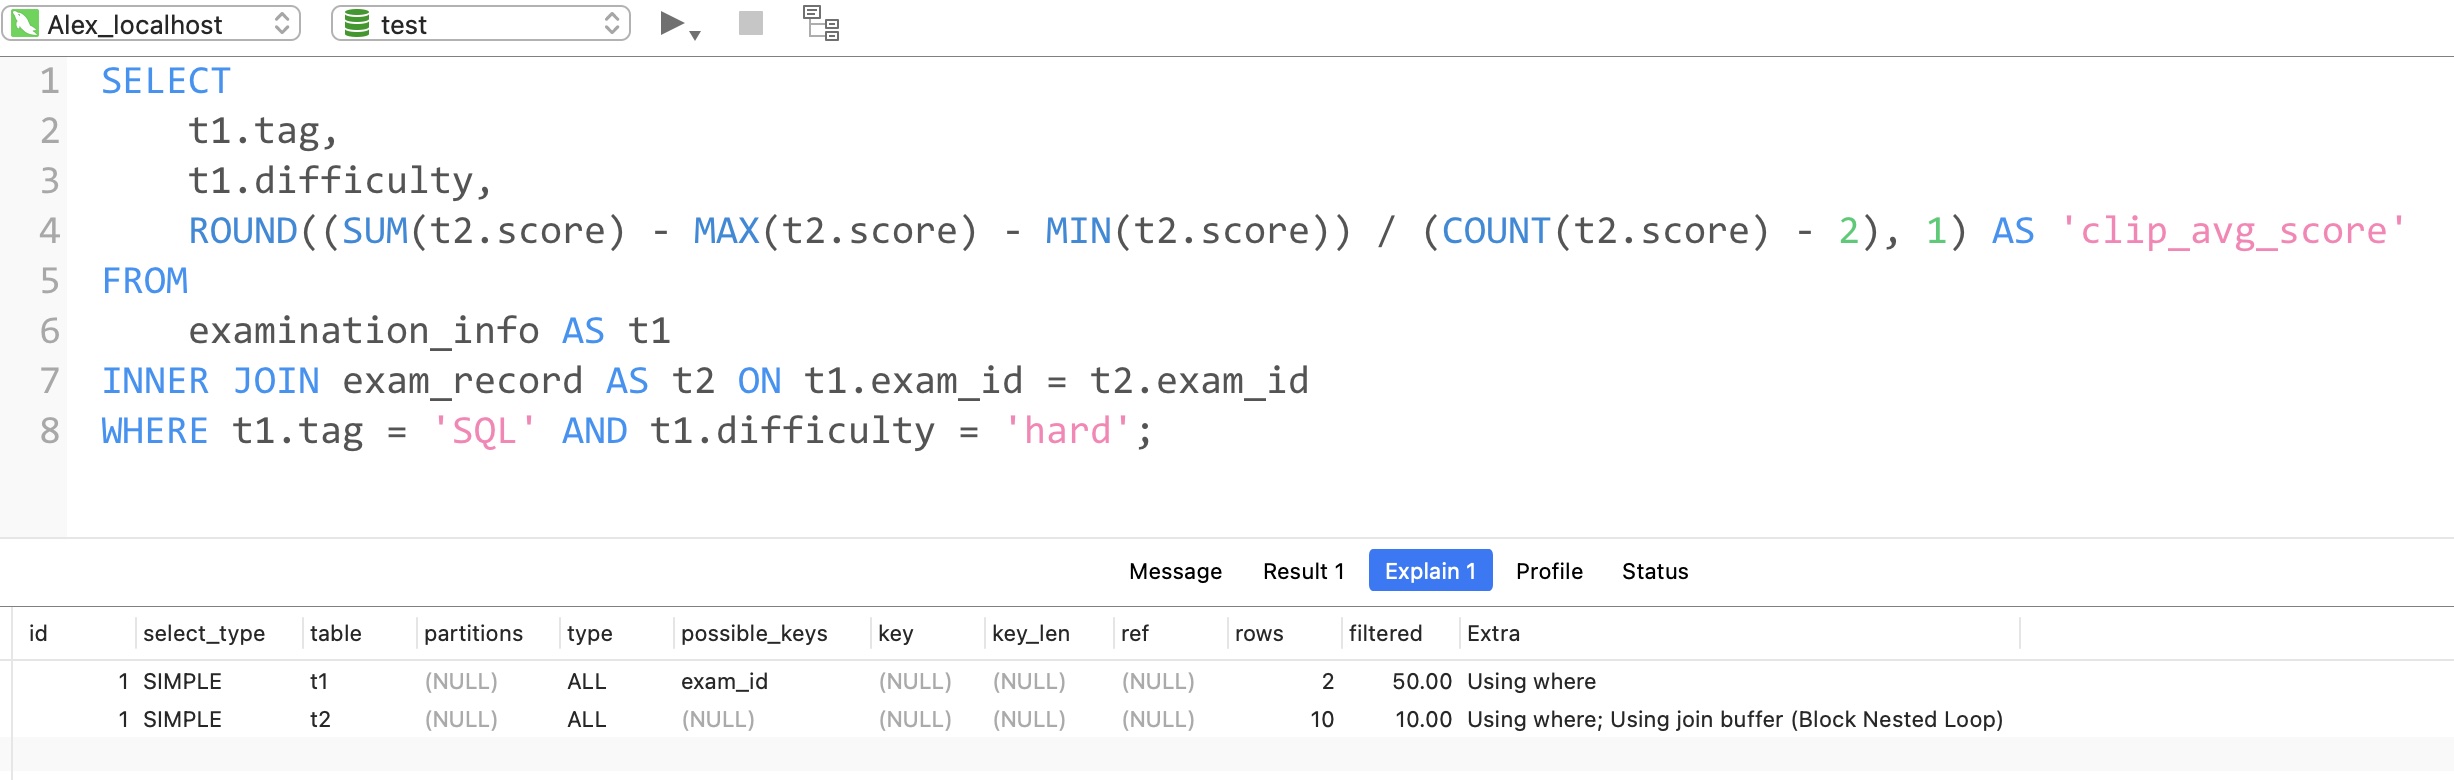 Alex_localhost test
1 SELECT
2 t1.tag,
3 t1.difficulty,
4 ROUND((SUM(t2.score) - MAX(t2.score) - MIN(t2.score)) / (COUNT(t2.score) - 2), 1) AS 'clip_avg_score'
5 FROM
6 examination_info AS t1
7 INNER JOIN exam_record AS t2 ON t1.exam_id = t2.exam_id
8 WHERE t1.tag = 'SQL' AND t1.difficulty = 'hard';
Message Result 1 Explain 1 Profile Status
id select_type table partitions type possible_keys key key_len ref rows filtered Extra
1 SIMPLE t1 (NULL) ALL exam_id (NULL) (NULL) (NULL) 2 50.00 Using where
1 SIMPLE t2 (NULL) ALL (NULL) (NULL) (NULL) (NULL) 10 10.00 Using where; Using join buffer (Block Nested Loop)